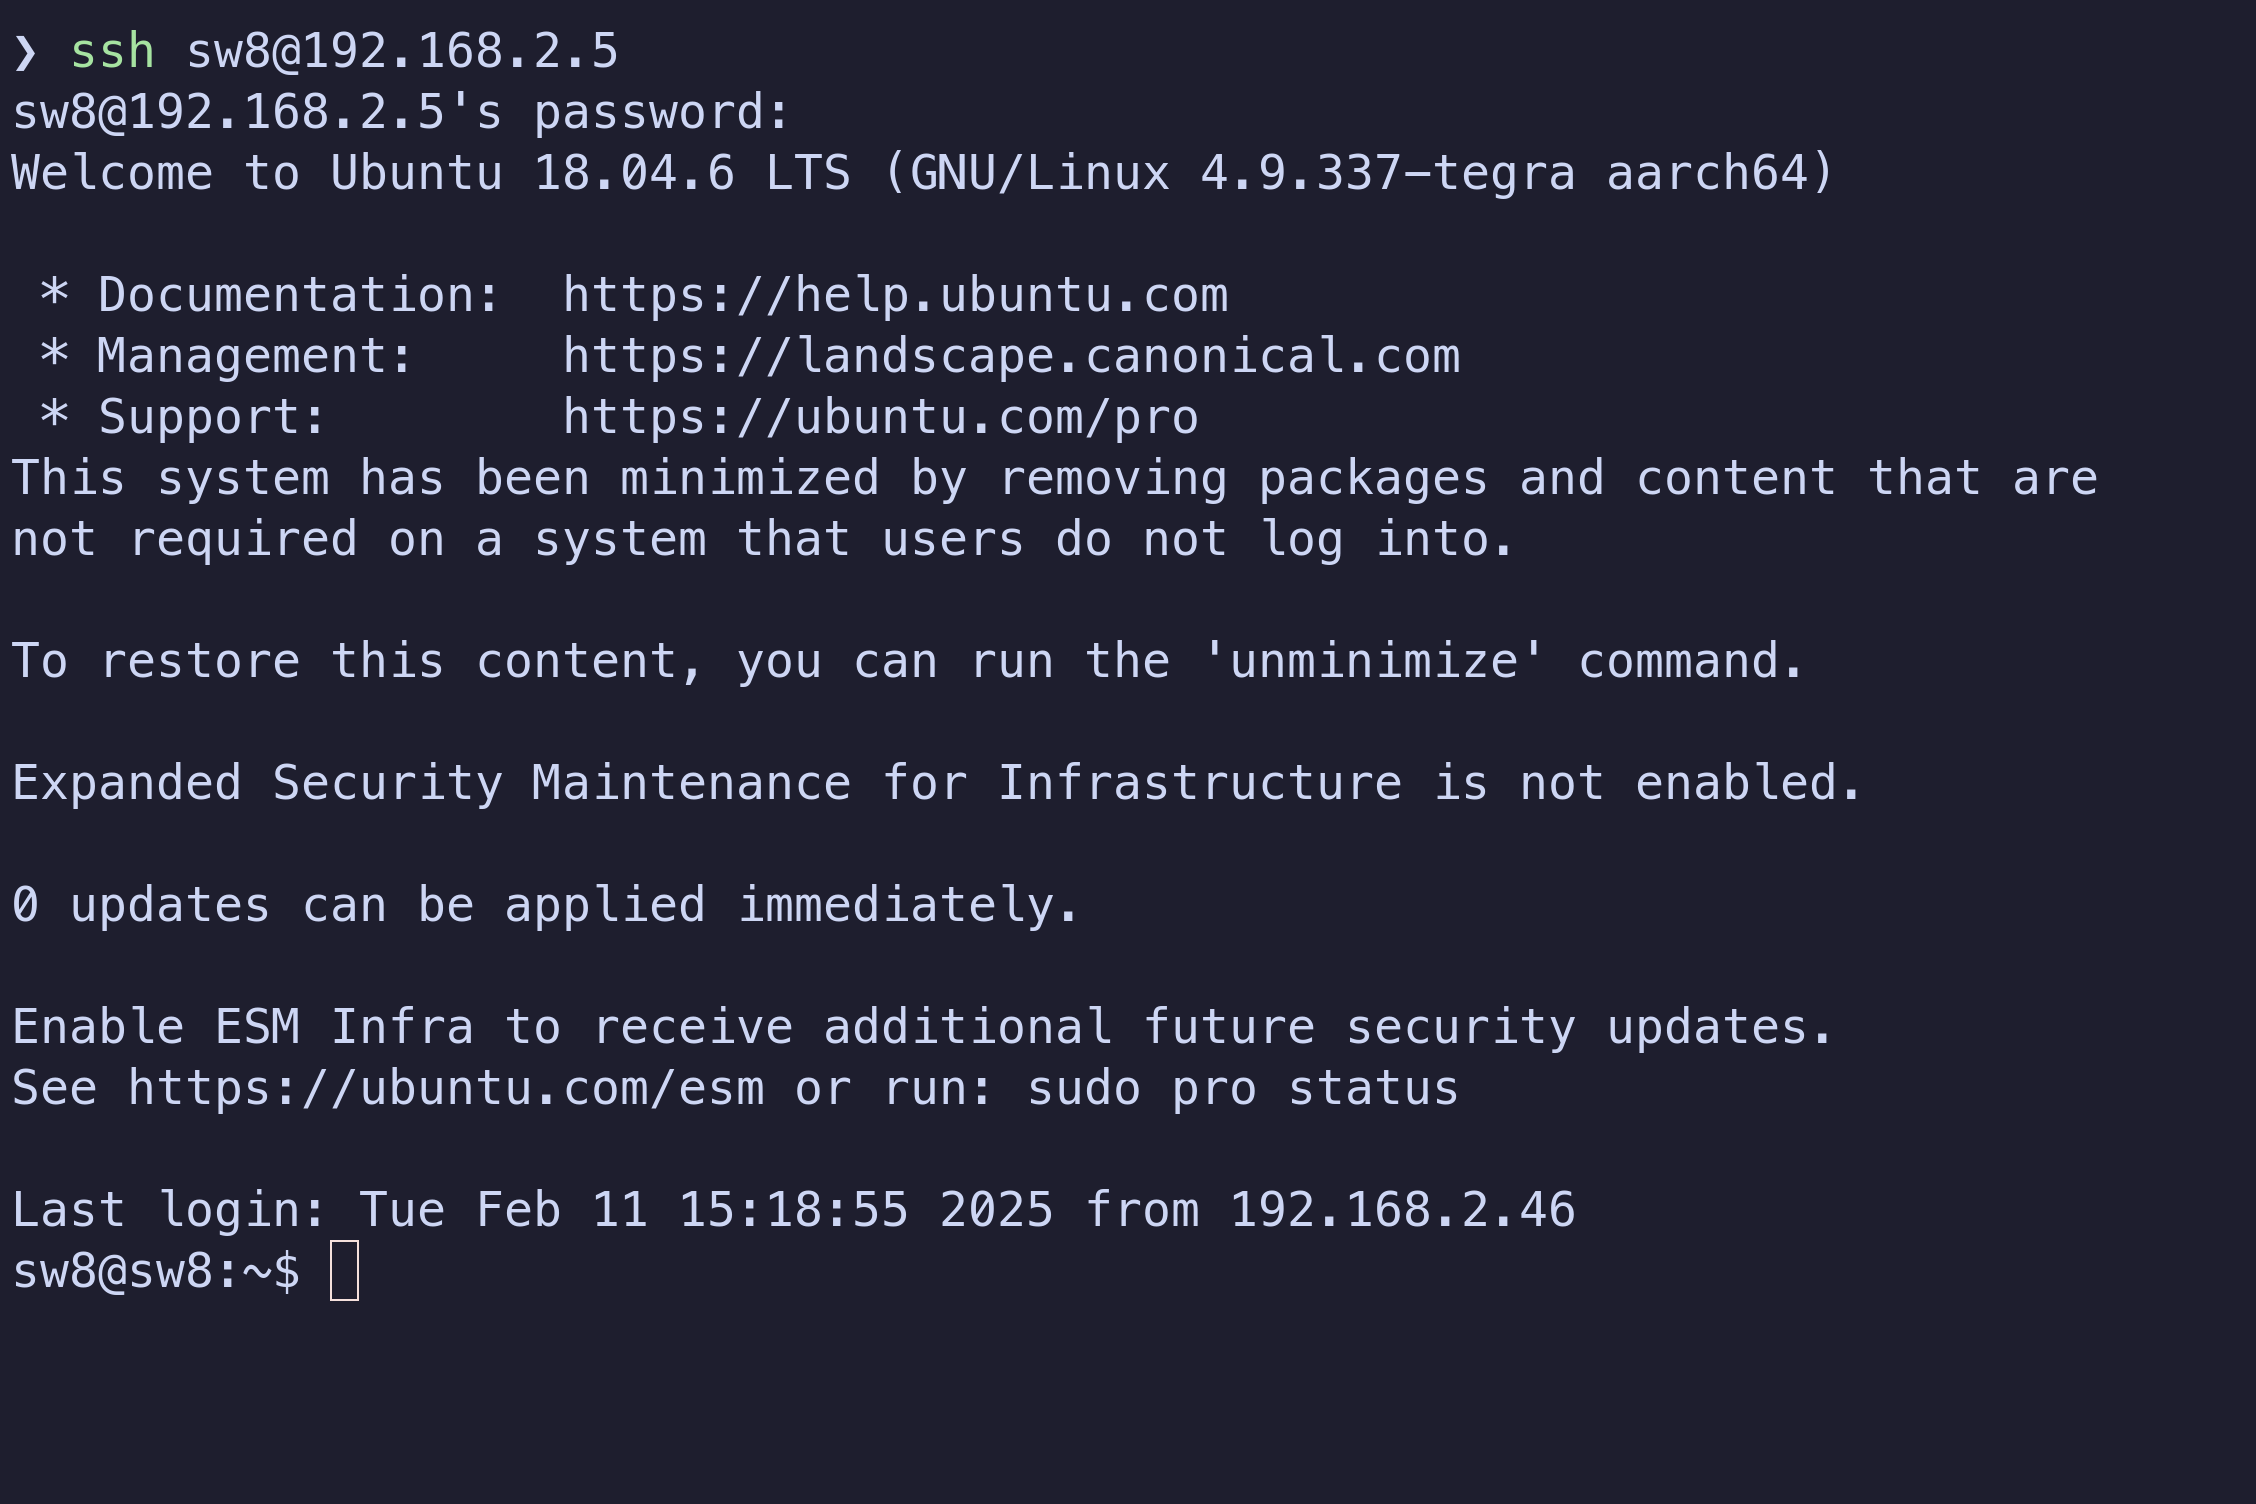 ❯ ssh sw8@192.168.2.5
sw8@192.168.2.5's password:
Welcome to Ubuntu 18.04.6 LTS (GNU/Linux 4.9.337-tegra aarch64)

 * Documentation:  https://help.ubuntu.com
 * Management:     https://landscape.canonical.com
 * Support:        https://ubuntu.com/pro
This system has been minimized by removing packages and content that are
not required on a system that users do not log into.

To restore this content, you can run the 'unminimize' command.

Expanded Security Maintenance for Infrastructure is not enabled.

0 updates can be applied immediately.

Enable ESM Infra to receive additional future security updates.
See https://ubuntu.com/esm or run: sudo pro status

Last login: Tue Feb 11 15:18:55 2025 from 192.168.2.46
sw8@sw8:~$